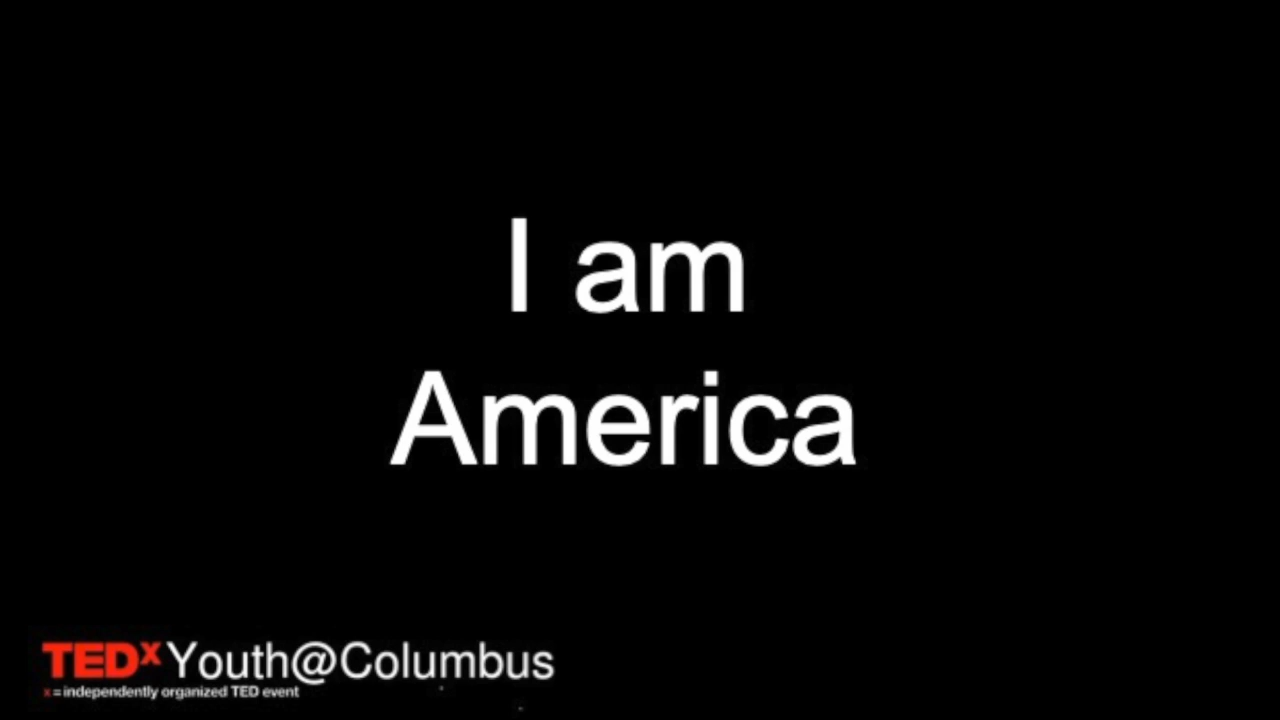 I am
America
TEDx Youth@Columbus
x = independently organized TED event